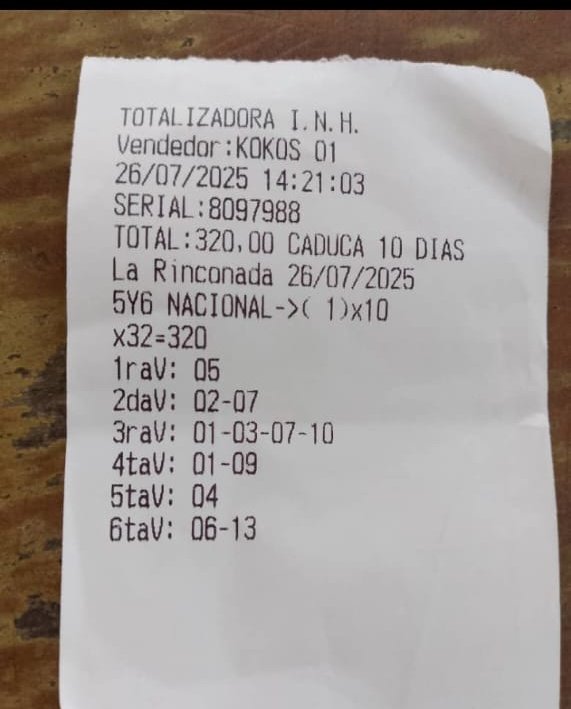 TOTALIZADORA I.N.H.
Vendedor:KOKOS 01
26/07/2025 14:21:03
SERIAL:8097988
TOTAL:320.00 CADUCA 10 DIAS
La Rinconada 26/07/2025
5Y6 NACIONAL->( 1)x10
x32=320
1raV: 05
2daV: 02-07
3raV: 01-03-07-10
4taV: 01-09
5taV: 04
6taV: 06-13